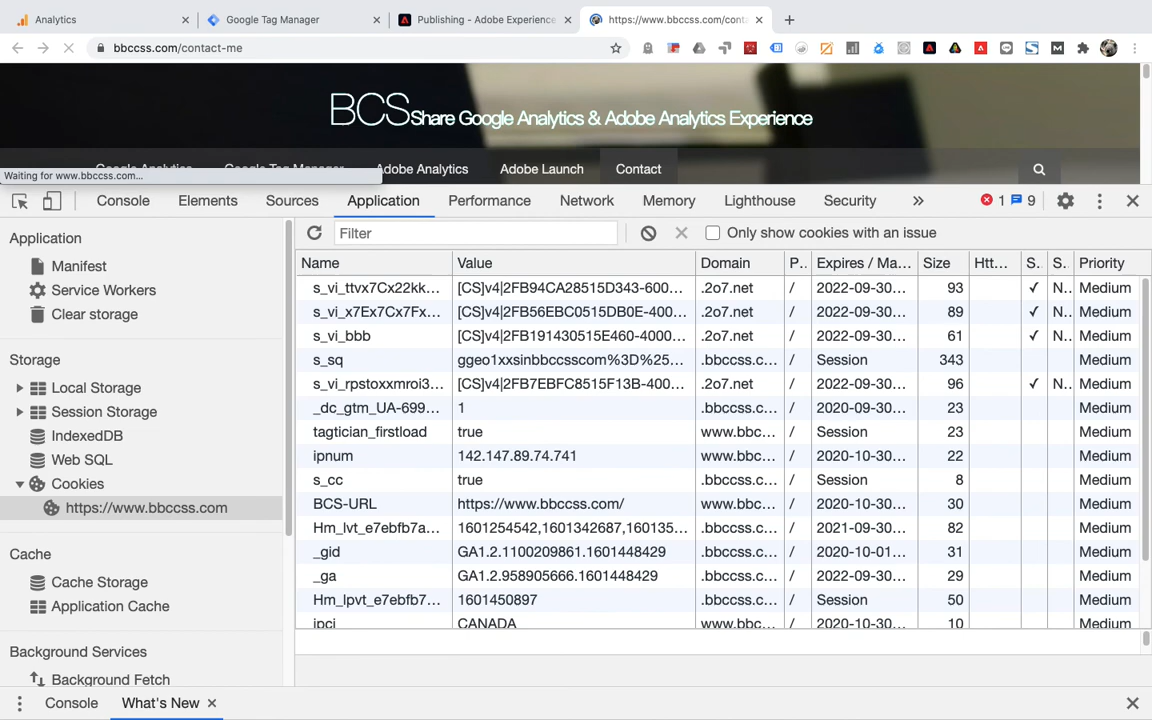 Analytics
Google Tag Manager
Publishing - Adobe Experience
https://www.bbccss.com/conta
bbccss.com/contact-me
BCS Share Google Analytics & Adobe Analytics Experience
Google Analytics Google Tag Manager Adobe Analytics Adobe Launch Contact
Waiting for www.bbccss.com...
Console Elements Sources Application Performance Network Memory Lighthouse Security » 1 9
Application
Manifest
Service Workers
Clear storage
Storage
Local Storage
Session Storage
IndexedDB
Web SQL
Cookies
https://www.bbccss.com
Cache
Cache Storage
Application Cache
Background Services
Background Fetch
Filter Only show cookies with an issue
Name Value Domain P.. Expires / Ma... Size Htt... S.. S.. Priority
s_vi_ttvx7Cx22kk... [CS]v4|2FB94CA28515D343-600... .2o7.net / 2022-09-30... 93 ✓ N.. Medium
s_vi_x7Ex7Cx7Fx... [CS]v4|2FB56EBC0515DB0E-400... .2o7.net / 2022-09-30... 89 ✓ N.. Medium
s_vi_bbb [CS]v4|2FB191430515E460-4000... .2o7.net / 2022-09-30... 61 ✓ N.. Medium
s_sq ggeo1xxsinbbccsscom%3D%25... .bbccss.c... / Session 343 Medium
s_vi_rpstoxxmroi3... [CS]v4|2FB7EBFC8515F13B-400... .2o7.net / 2022-09-30... 96 ✓ N.. Medium
_dc_gtm_UA-699... 1 .bbccss.c... / 2020-09-30... 23 Medium
tagtician_firstload true www.bbc... / Session 23 Medium
ipnum 142.147.89.74.741 www.bbc... / 2020-10-30... 22 Medium
s_cc true .bbccss.c... / Session 8 Medium
BCS-URL https://www.bbccss.com/ www.bbc... / 2020-10-30... 30 Medium
Hm_lvt_e7ebfb7a... 1601254542,1601342687,160135... .bbccss.c... / 2021-09-30... 82 Medium
_gid GA1.2.1100209861.1601448429 .bbccss.c... / 2020-10-01... 31 Medium
_ga GA1.2.958905666.1601448429 .bbccss.c... / 2022-09-30... 29 Medium
Hm_lpvt_e7ebfb7... 1601450897 .bbccss.c... / Session 50 Medium
ipci CANADA www.bbc... / 2020-10-30... 10 Medium
Console What's New